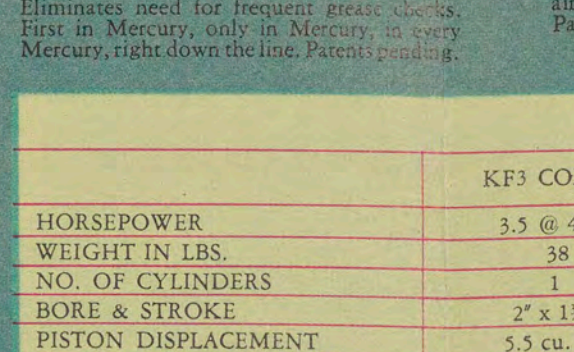 Eliminates need for frequent grease checks.
First in Mercury, only in Mercury, in every
Mercury, right down the line. Patents pending.
KF3 CO
HORSEPOWER 3.5 @ 4
WEIGHT IN LBS. 38
NO. OF CYLINDERS 1
BORE & STROKE 2" x 1
PISTON DISPLACEMENT 5.5 cu.